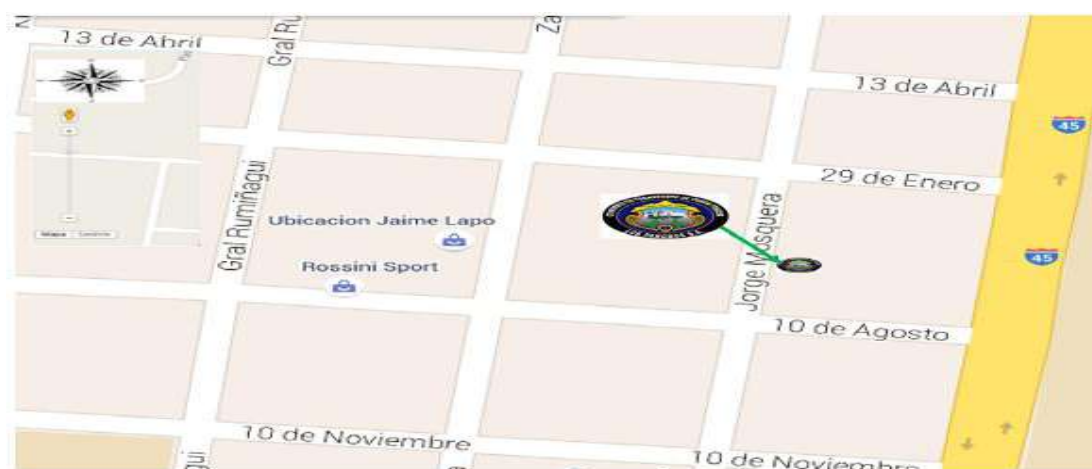 13 de Abril
Gral Ru
Za
13 de Abril
45
29 de Enero
Gral Rumiñagui
Ubicacion Jaime Lapo
Jorge Mosquera
Rossini Sport
45
10 de Agosto
10 de Noviembre
10 de Noviembre
gui